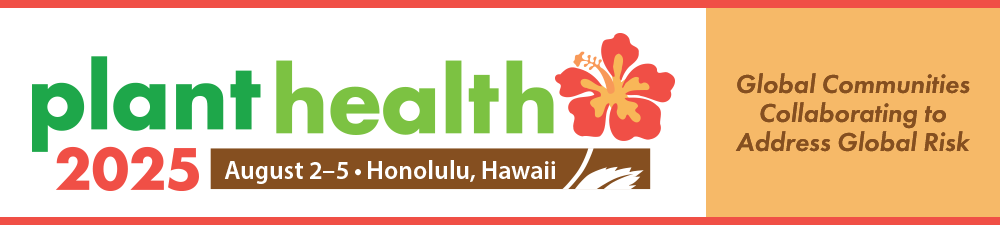 plant health
2025 August 2–5 • Honolulu, Hawaii
Global Communities
Collaborating to
Address Global Risk